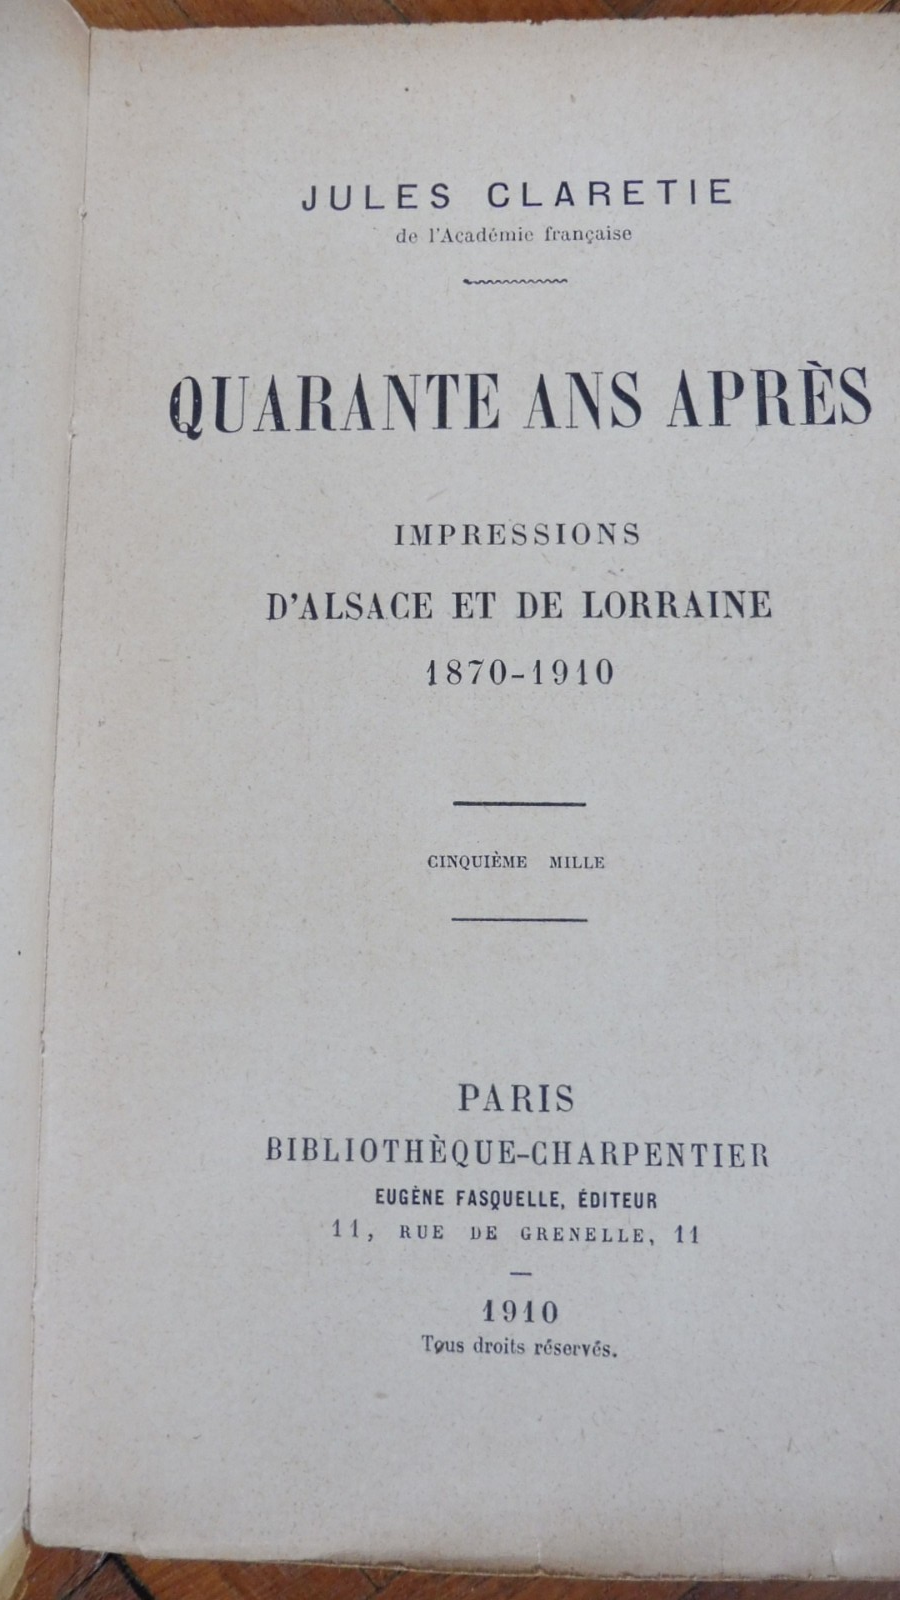 JULES CLARETIE
de l'Académie française
QUARANTE ANS APRÈS
IMPRESSIONS
D'ALSACE ET DE LORRAINE
1870-1910
CINQUIÈME MILLE
PARIS
BIBLIOTHÈQUE-CHARPENTIER
EUGÈNE FASQUELLE, ÉDITEUR
11, RUE DE GRENELLE, 11
1910
Tous droits réservés.